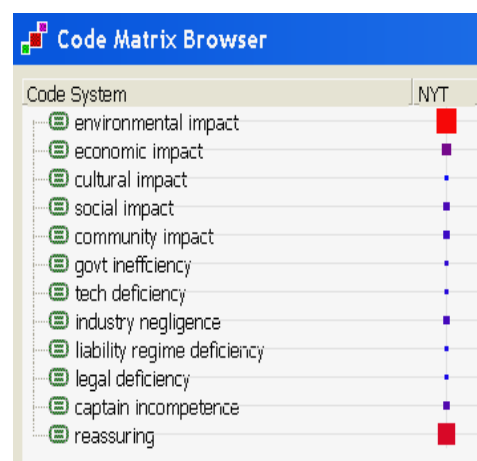 Code Matrix Browser
Code System NYT
environmental impact
economic impact
cultural impact
social impact
community impact
govt ineffciency
tech deficiency
industry negligence
liability regime deficiency
legal deficiency
captain incompetence
reassuring